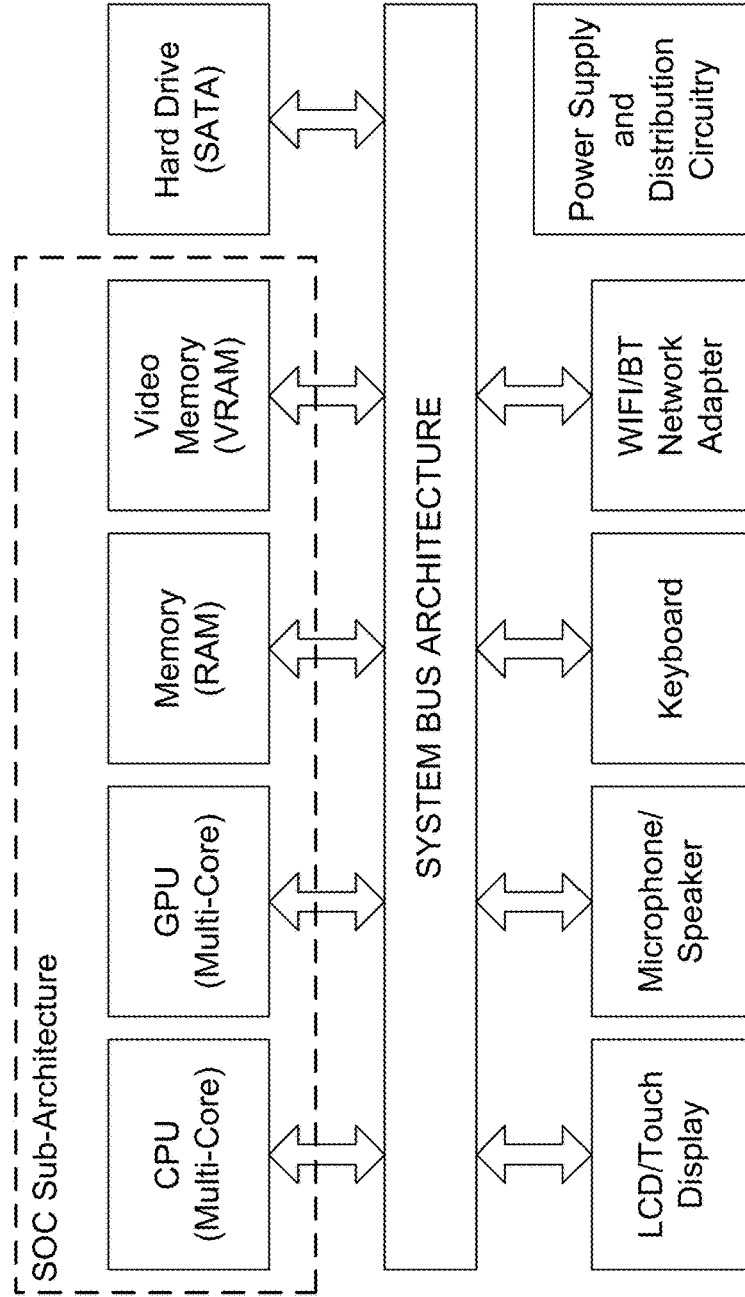 SOC Sub-Architecture
CPU
(Multi-Core)
GPU
(Multi-Core)
Memory
(RAM)
Video
Memory
(VRAM)
Hard Drive
(SATA)
SYSTEM BUS ARCHITECTURE
LCD/Touch
Display
Microphone/
Speaker
Keyboard
WIFI/BT
Network
Adapter
Power Supply
and
Distribution
Circuitry